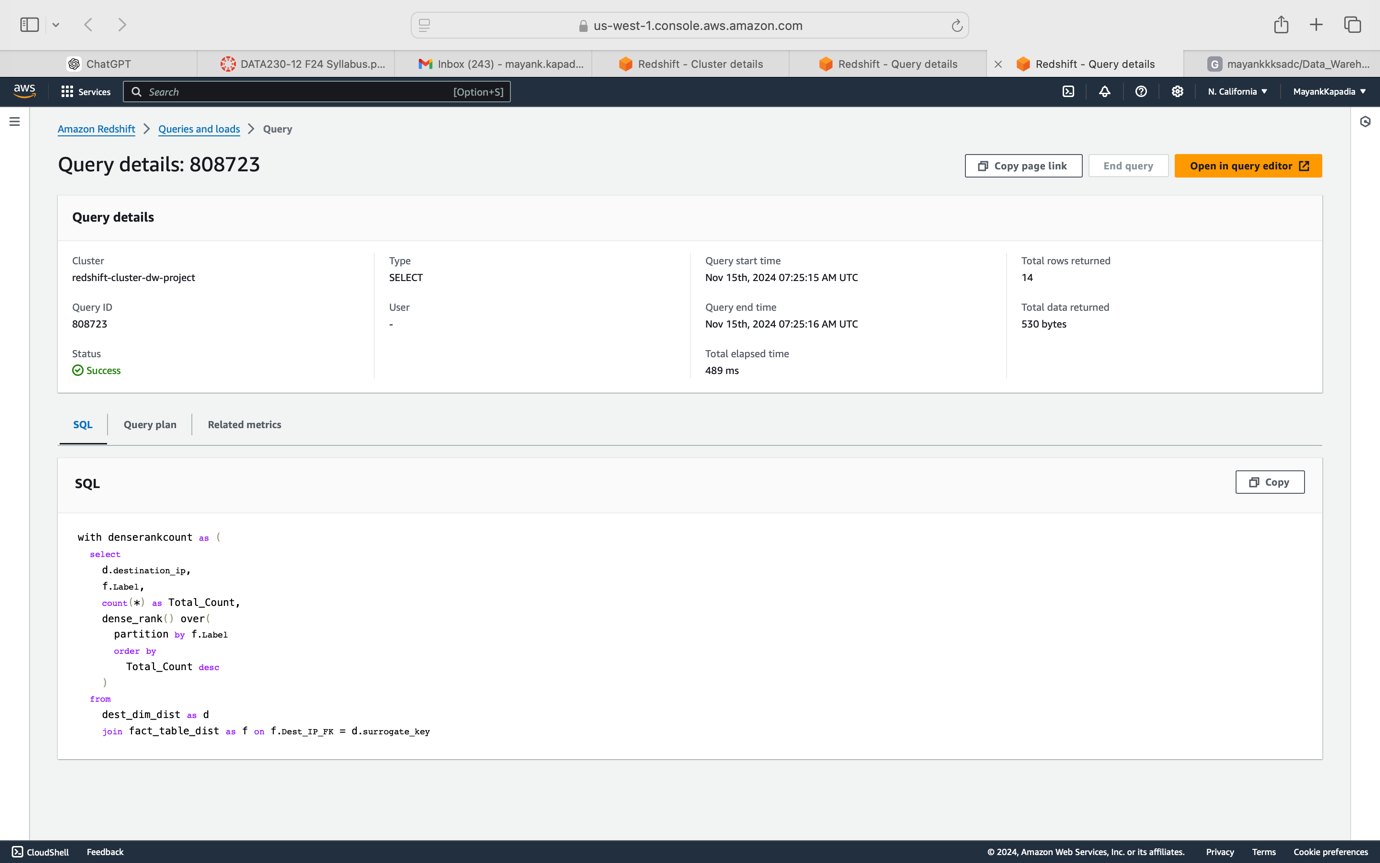 us-west-1.console.aws.amazon.com
ChatGPT
DATA230-12 F24 Syllabus.p...
Inbox (243) - mayank.kapad...
Redshift - Cluster details
Redshift - Query details
Redshift - Query details
G mayankkksadc/Data_Wareh...
aws
Services
Search
[Option+S]
N. California
MayankKapadia
Amazon Redshift
Queries and loads
Query
Query details: 808723
Copy page link
End query
Open in query editor
Query details
Cluster
redshift-cluster-dw-project
Query ID
808723
Status
Success
Type
SELECT
User
-
Query start time
Nov 15th, 2024 07:25:15 AM UTC
Query end time
Nov 15th, 2024 07:25:16 AM UTC
Total elapsed time
489 ms
Total rows returned
14
Total data returned
530 bytes
SQL
Query plan
Related metrics
SQL
Copy
with denserankcount as (
select
d.destination_ip,
f.Label,
count(*) as Total_Count,
dense_rank() over(
partition by f.Label
order by
Total_Count desc
)
from
dest_dim_dist as d
join fact_table_dist as f on f.Dest_IP_FK = d.surrogate_key
CloudShell
Feedback
© 2024, Amazon Web Services, Inc. or its affiliates.
Privacy
Terms
Cookie preferences